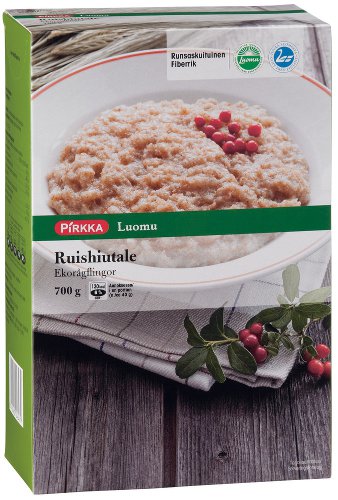 Runsaskuituinen
Fiberrik
Luomu
PIRKKA Luomu
Ruishiutale
Ekorågflingor
700 g